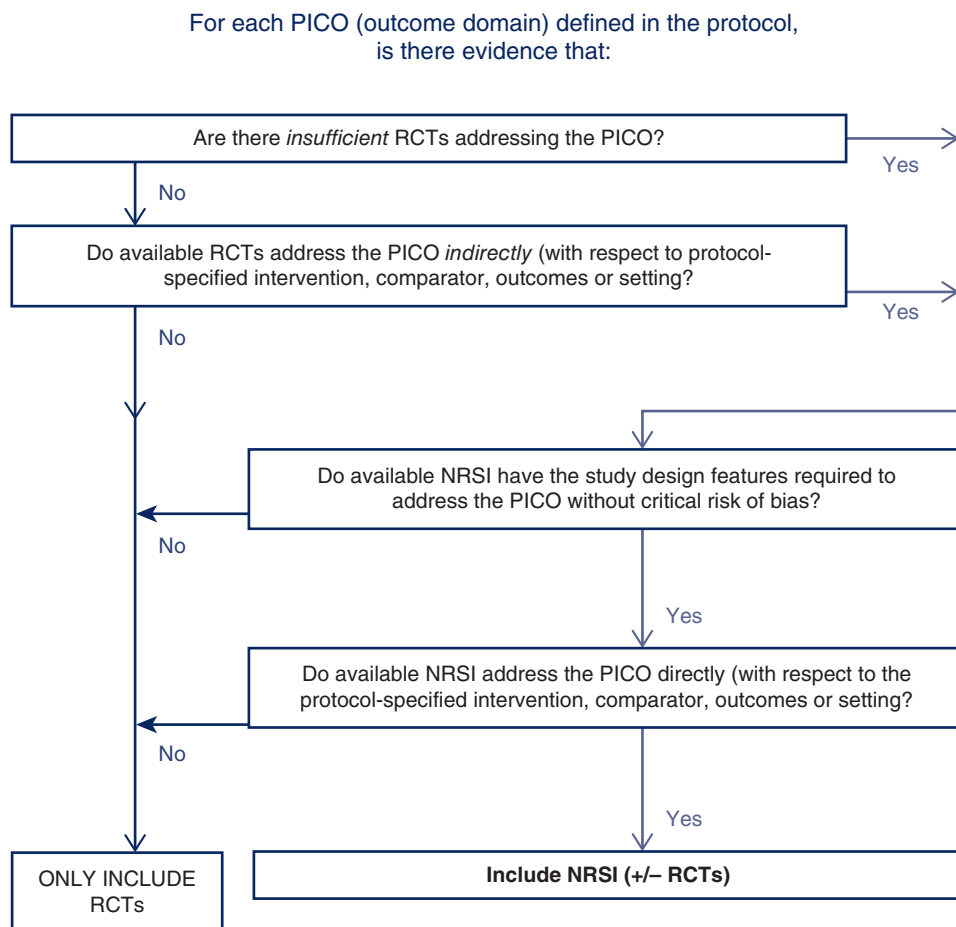 For each PICO (outcome domain) defined in the protocol,
is there evidence that:
Are there insufficient RCTs addressing the PICO?
Yes
No
Do available RCTs address the PICO indirectly (with respect to protocol-
specified intervention, comparator, outcomes or setting?
Yes
No
Do available NRSI have the study design features required to
address the PICO without critical risk of bias?
No
Yes
Do available NRSI address the PICO directly (with respect to the
protocol-specified intervention, comparator, outcomes or setting?
No
Yes
ONLY INCLUDE
RCTs
Include NRSI (+/– RCTs)